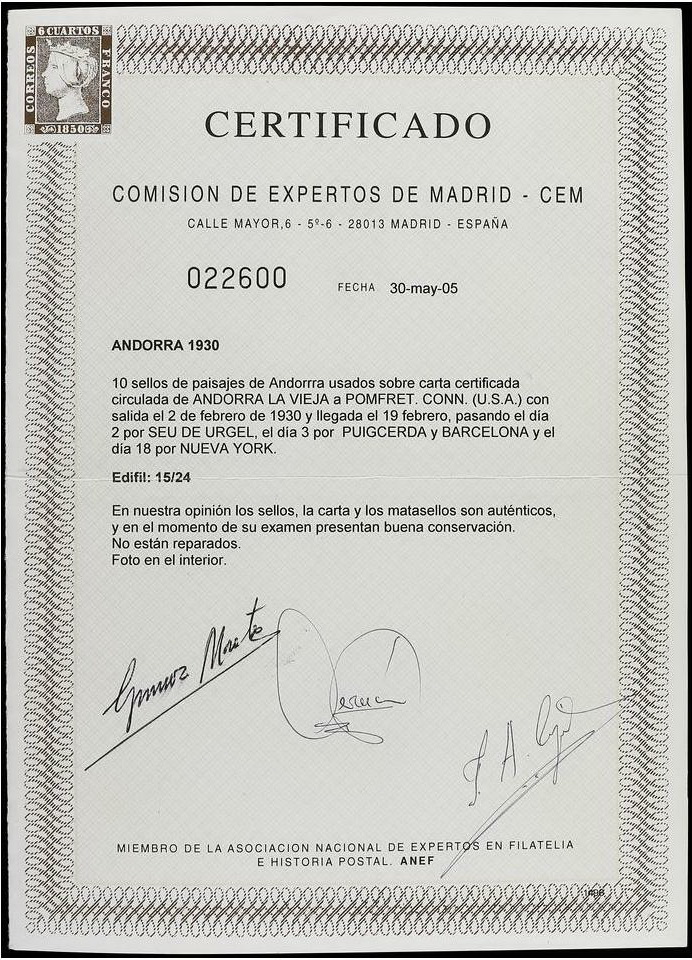 6 CUARTOS
CORREOS
FRANCO
1850
CERTIFICADO
COMISION DE EXPERTOS DE MADRID - CEM
CALLE MAYOR,6 - 5º-6 - 28013 MADRID - ESPAÑA
022600 FECHA 30-may-05
ANDORRA 1930
10 sellos de paisajes de Andorrra usados sobre carta certificada
circulada de ANDORRA LA VIEJA a POMFRET. CONN. (U.S.A.) con
salida el 2 de febrero de 1930 y llegada el 19 febrero, pasando el día
2 por SEU DE URGEL, el día 3 por PUIGCERDA y BARCELONA y el
día 18 por NUEVA YORK.
Edifil: 15/24
En nuestra opinión los sellos, la carta y los matasellos son auténticos,
y en el momento de su examen presentan buena conservación.
No están reparados.
Foto en el interior.
MIEMBRO DE LA ASOCIACION NACIONAL DE EXPERTOS EN FILATELIA
E HISTORIA POSTAL. ANEF